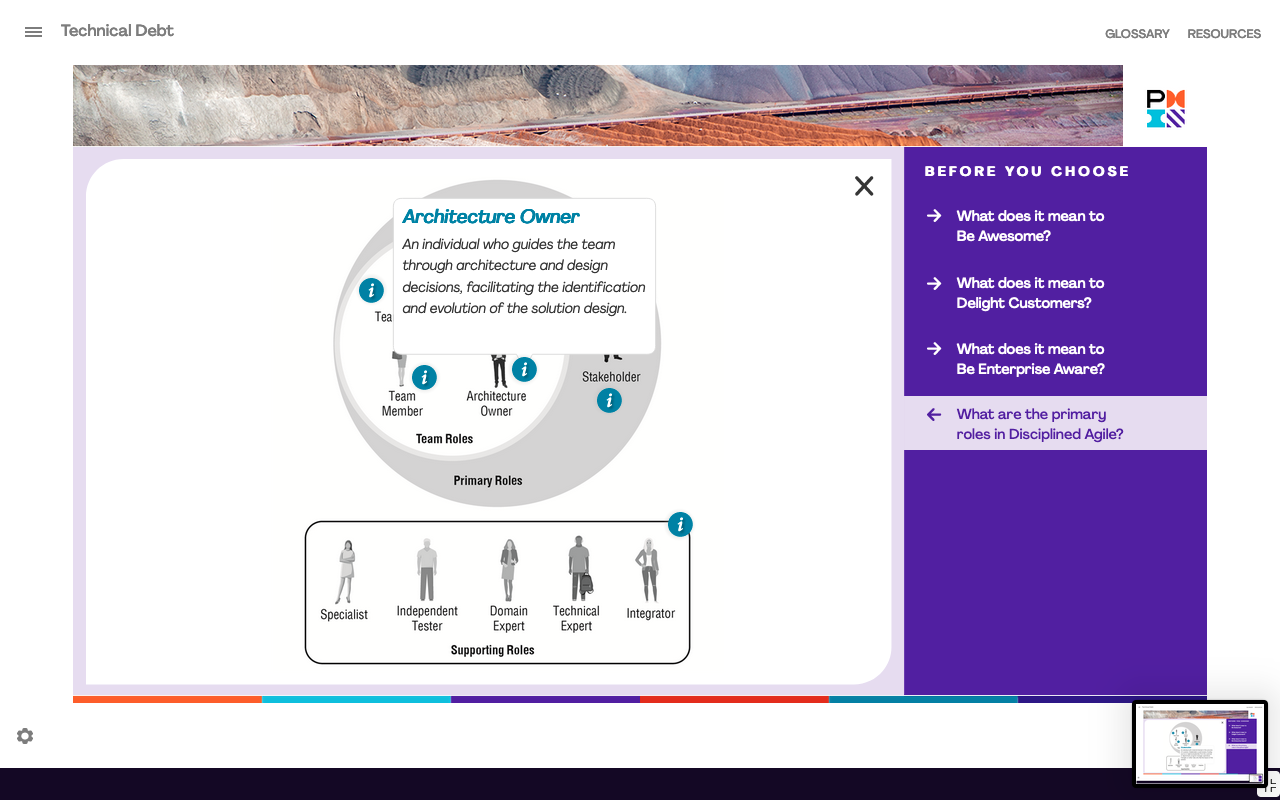 Technical Debt
GLOSSARY
RESOURCES
BEFORE YOU CHOOSE
What does it mean to
Be Awesome?
What does it mean to
Delight Customers?
What does it mean to
Be Enterprise Aware?
What are the primary
roles in Disciplined Agile?
Architecture Owner
An individual who guides the team
through architecture and design
decisions, facilitating the identification
and evolution of the solution design.
i
Tea
i
i
Stakeholder
i
Team
Member
Architecture
Owner
Team Roles
Primary Roles
i
Specialist
Independent
Tester
Domain
Expert
Technical
Expert
Integrator
Supporting Roles